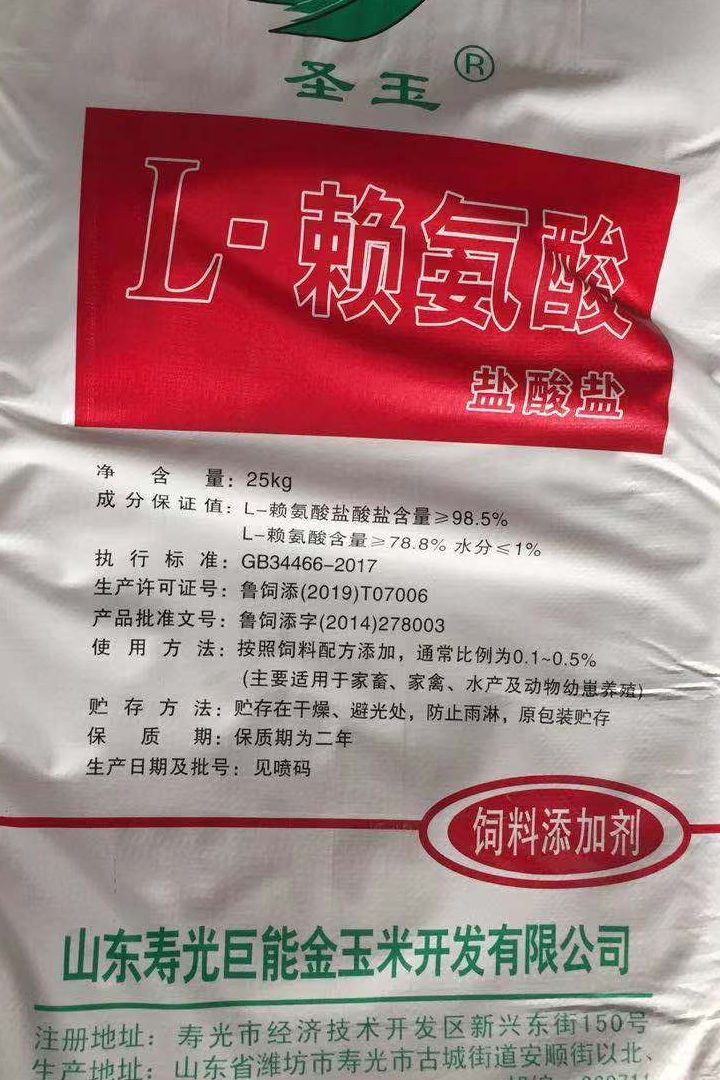 圣玉®
L-赖氨酸
盐酸盐
净含量：25kg
成分保证值：L-赖氨酸盐酸盐含量≥98.5%
L-赖氨酸含量≥78.8% 水分≤1%
执行标准：GB34466-2017
生产许可证号：鲁饲添(2019)T07006
产品批准文号：鲁饲添字(2014)278003
使用方法：按照饲料配方添加，通常比例为0.1~0.5%
(主要适用于家畜、家禽、水产及动物幼崽养殖)
贮存方法：贮存在干燥、避光处，防止雨淋，原包装贮存
保质期：保质期为二年
生产日期及批号：见喷码
饲料添加剂
山东寿光巨能金玉米开发有限公司
注册地址：寿光市经济技术开发区新兴东街150号
生产地址：山东省潍坊市寿光市古城街道安顺街以北、